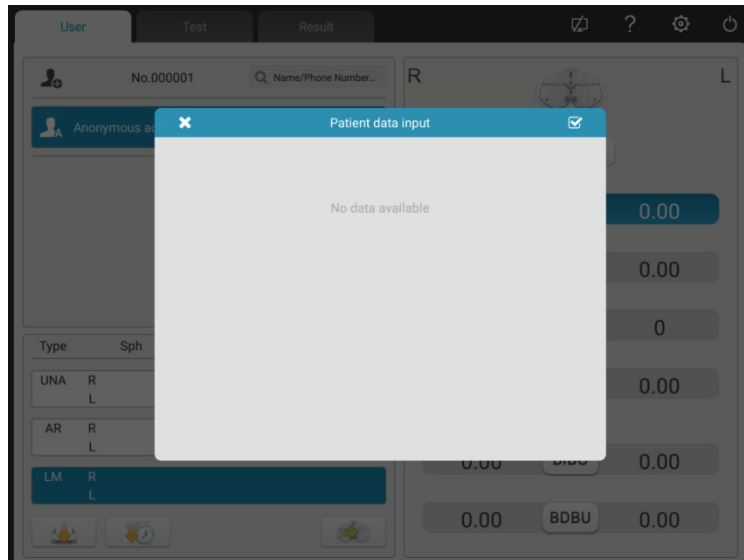 User Test Result ?
No.000001 Name/Phone Number..
R L
A Anonymous ac
Patient data input
No data available
0.00
0.00
0
0.00
Type Sph
UNA R
L
AR R
L
LM R
L
0.00 BIBU 0.00
0.00 BDBU 0.00